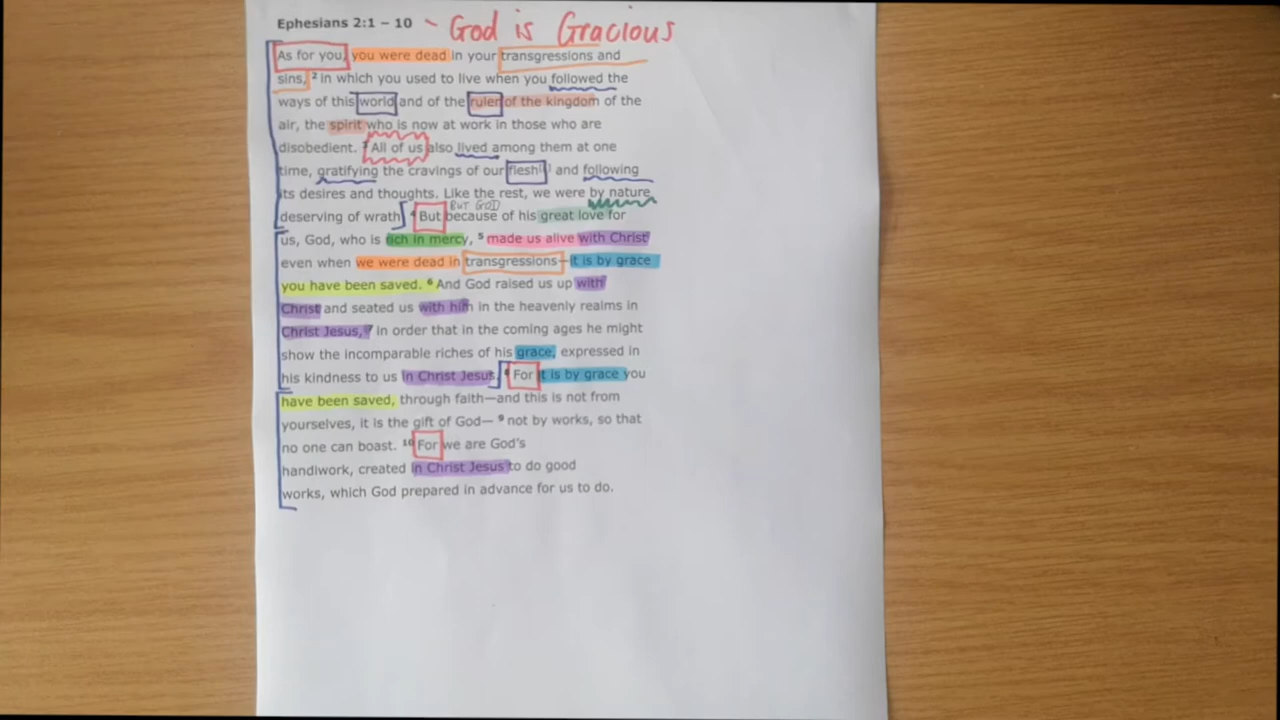 Ephesians 2:1 – 10 ~ God is Gracious
As for you, you were dead in your transgressions and
sins, 2 in which you used to live when you followed the
ways of this world and of the ruler of the kingdom of the
air, the spirit who is now at work in those who are
disobedient. 3 All of us also lived among them at one
time, gratifying the cravings of our flesh[ ] and following
its desires and thoughts. Like the rest, we were by nature
BUT GOD
deserving of wrath. 4 But because of his great love for
us, God, who is rich in mercy, 5 made us alive with Christ
even when we were dead in transgressions—it is by grace
you have been saved. 6 And God raised us up with
Christ and seated us with him in the heavenly realms in
Christ Jesus, 7 in order that in the coming ages he might
show the incomparable riches of his grace, expressed in
his kindness to us in Christ Jesus. 8 For it is by grace you
have been saved, through faith—and this is not from
yourselves, it is the gift of God— 9 not by works, so that
no one can boast. 10 For we are God's
handiwork, created in Christ Jesus to do good
works, which God prepared in advance for us to do.